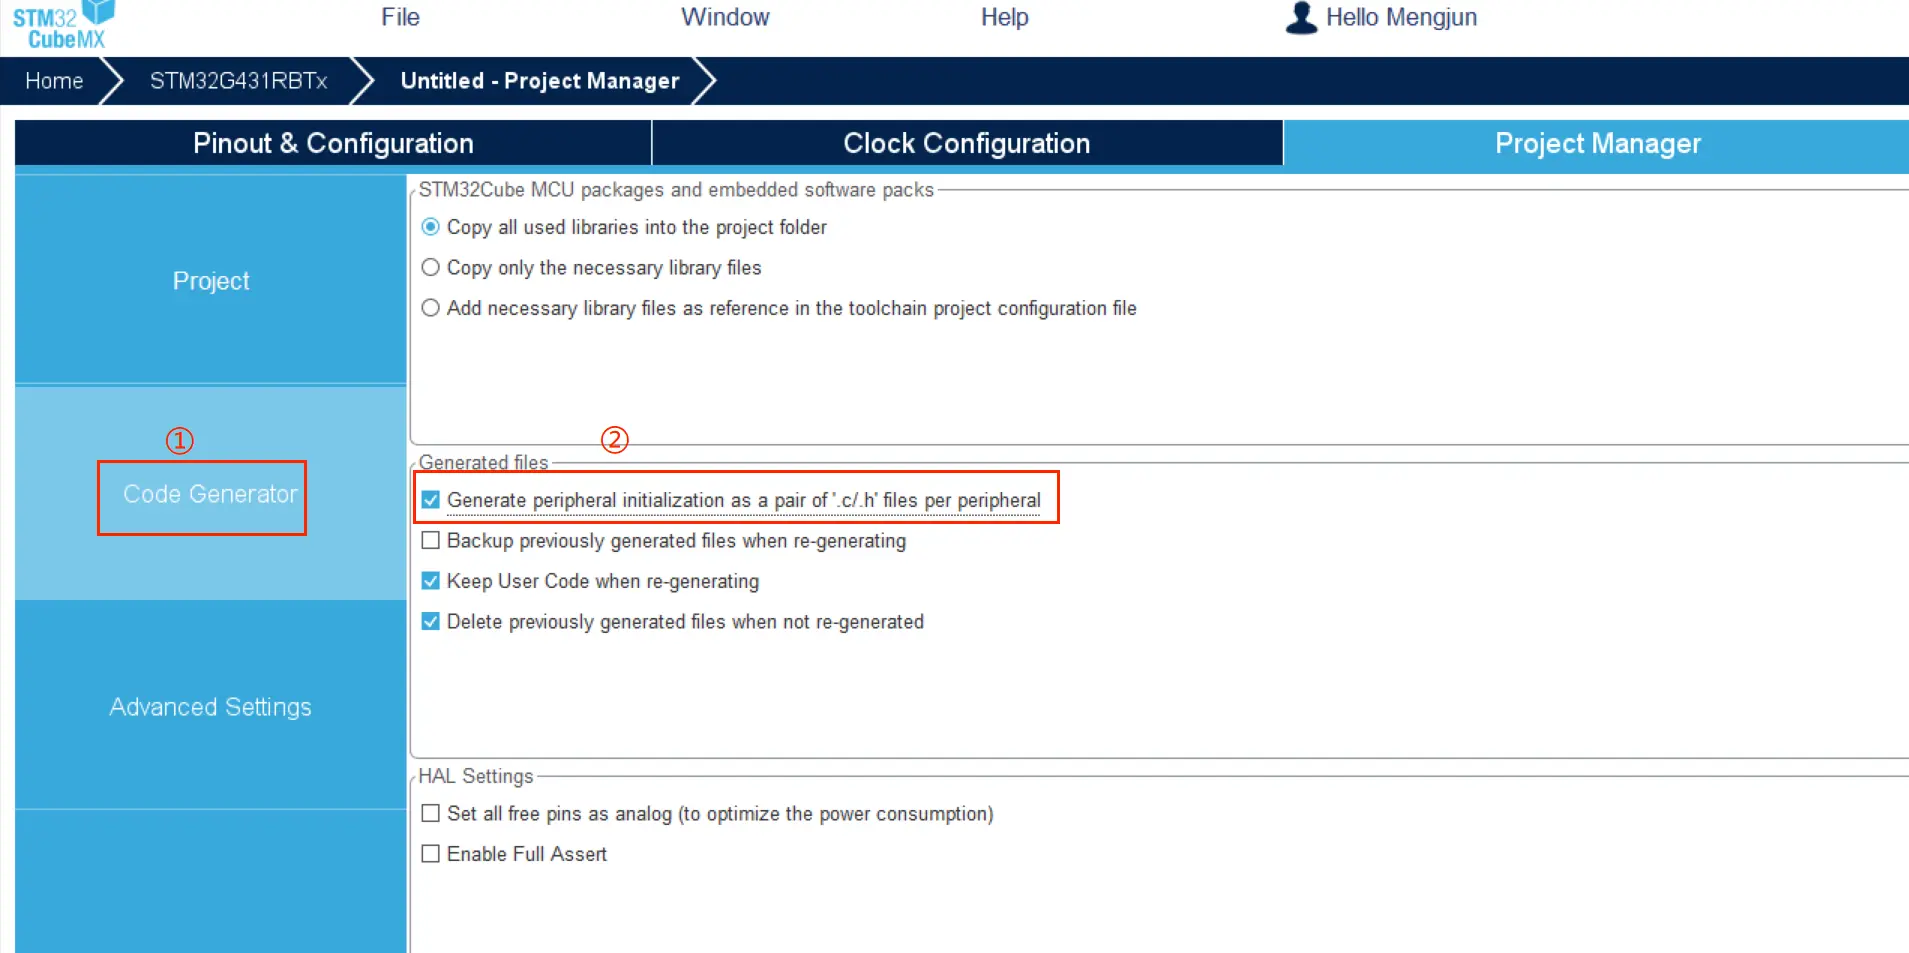 STM32
CubeMX
File
Window
Help
Hello Mengjun
Home
STM32G431RBTx
Untitled - Project Manager
Pinout & Configuration
Clock Configuration
Project Manager
Project
STM32Cube MCU packages and embedded software packs
Copy all used libraries into the project folder
Copy only the necessary library files
Add necessary library files as reference in the toolchain project configuration file
①
Code Generator
②
Generated files
Generate peripheral initialization as a pair of '.c/.h' files per peripheral
Backup previously generated files when re-generating
Keep User Code when re-generating
Delete previously generated files when not re-generated
Advanced Settings
HAL Settings
Set all free pins as analog (to optimize the power consumption)
Enable Full Assert